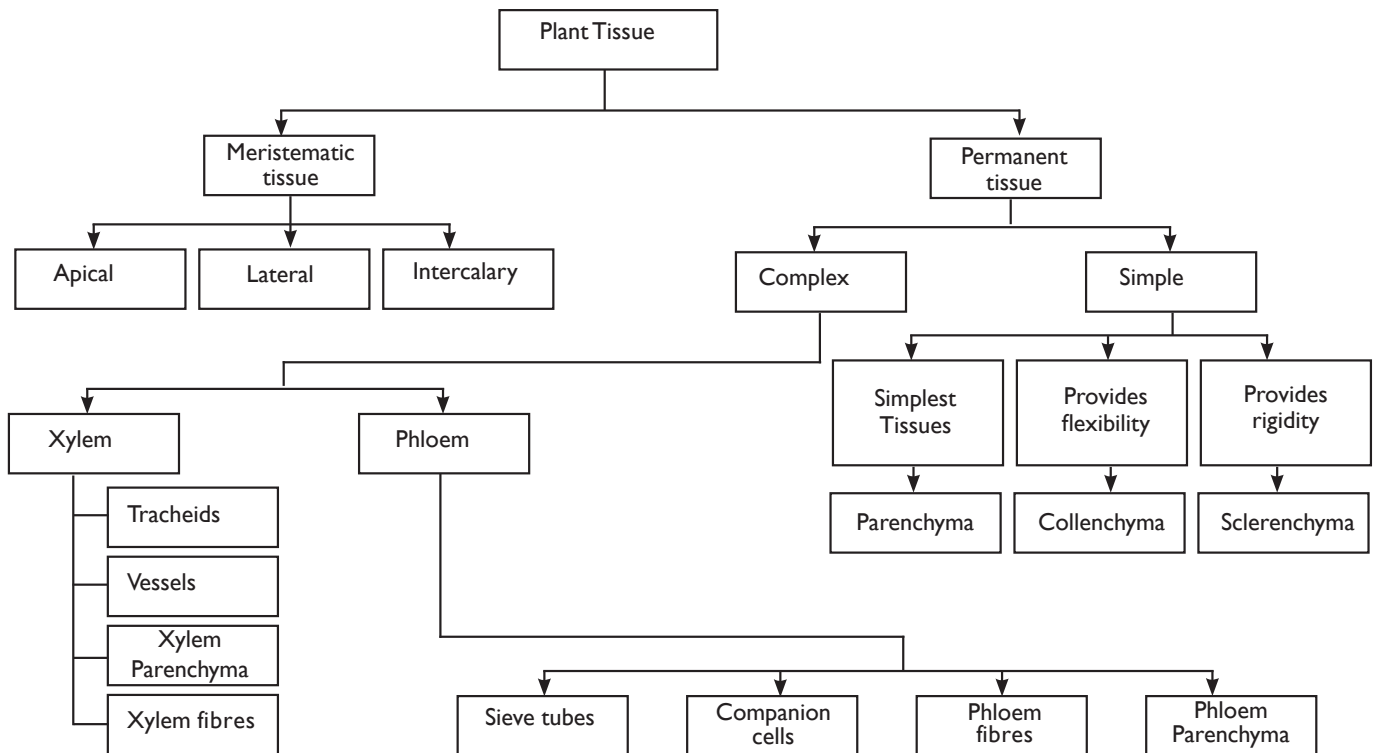 Plant Tissue
Meristematic
tissue
Permanent
tissue
Apical
Lateral
Intercalary
Complex
Simple
Simplest
Tissues
Provides
flexibility
Provides
rigidity
Xylem
Phloem
Parenchyma
Collenchyma
Sclerenchyma
Tracheids
Vessels
Xylem
Parenchyma
Xylem fibres
Sieve tubes
Companion
cells
Phloem
fibres
Phloem
Parenchyma